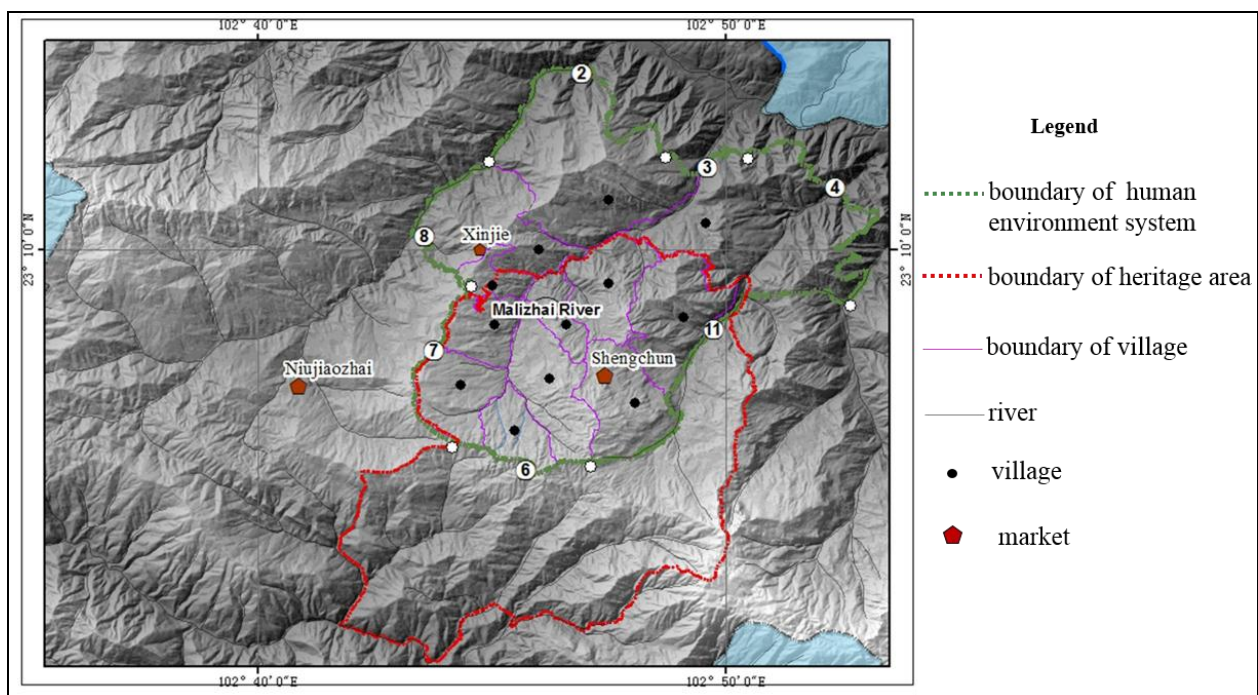 102° 40′ 0″E
102° 50′ 0″E
2
3
4
23° 10′ 0″N
8
Xinjie
23° 10′ 0″N
Malizhai River
11
7
Shengchun
Niujiaozhai
6
102° 40′ 0″E
102° 50′ 0″E
Legend
boundary of human
environment system
boundary of heritage area
boundary of village
river
village
market